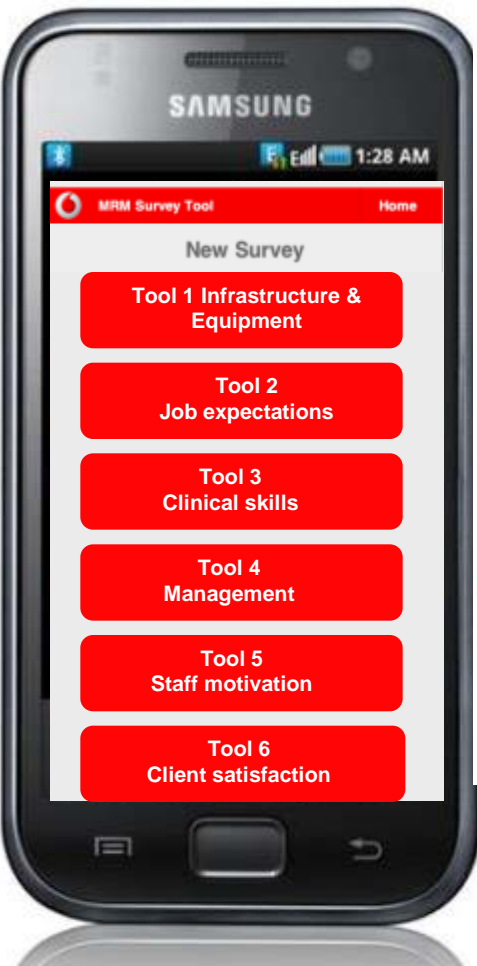 SAMSUNG
1:28 AM
MRM Survey Tool Home
New Survey
Tool 1 Infrastructure &
Equipment
Tool 2
Job expectations
Tool 3
Clinical skills
Tool 4
Management
Tool 5
Staff motivation
Tool 6
Client satisfaction